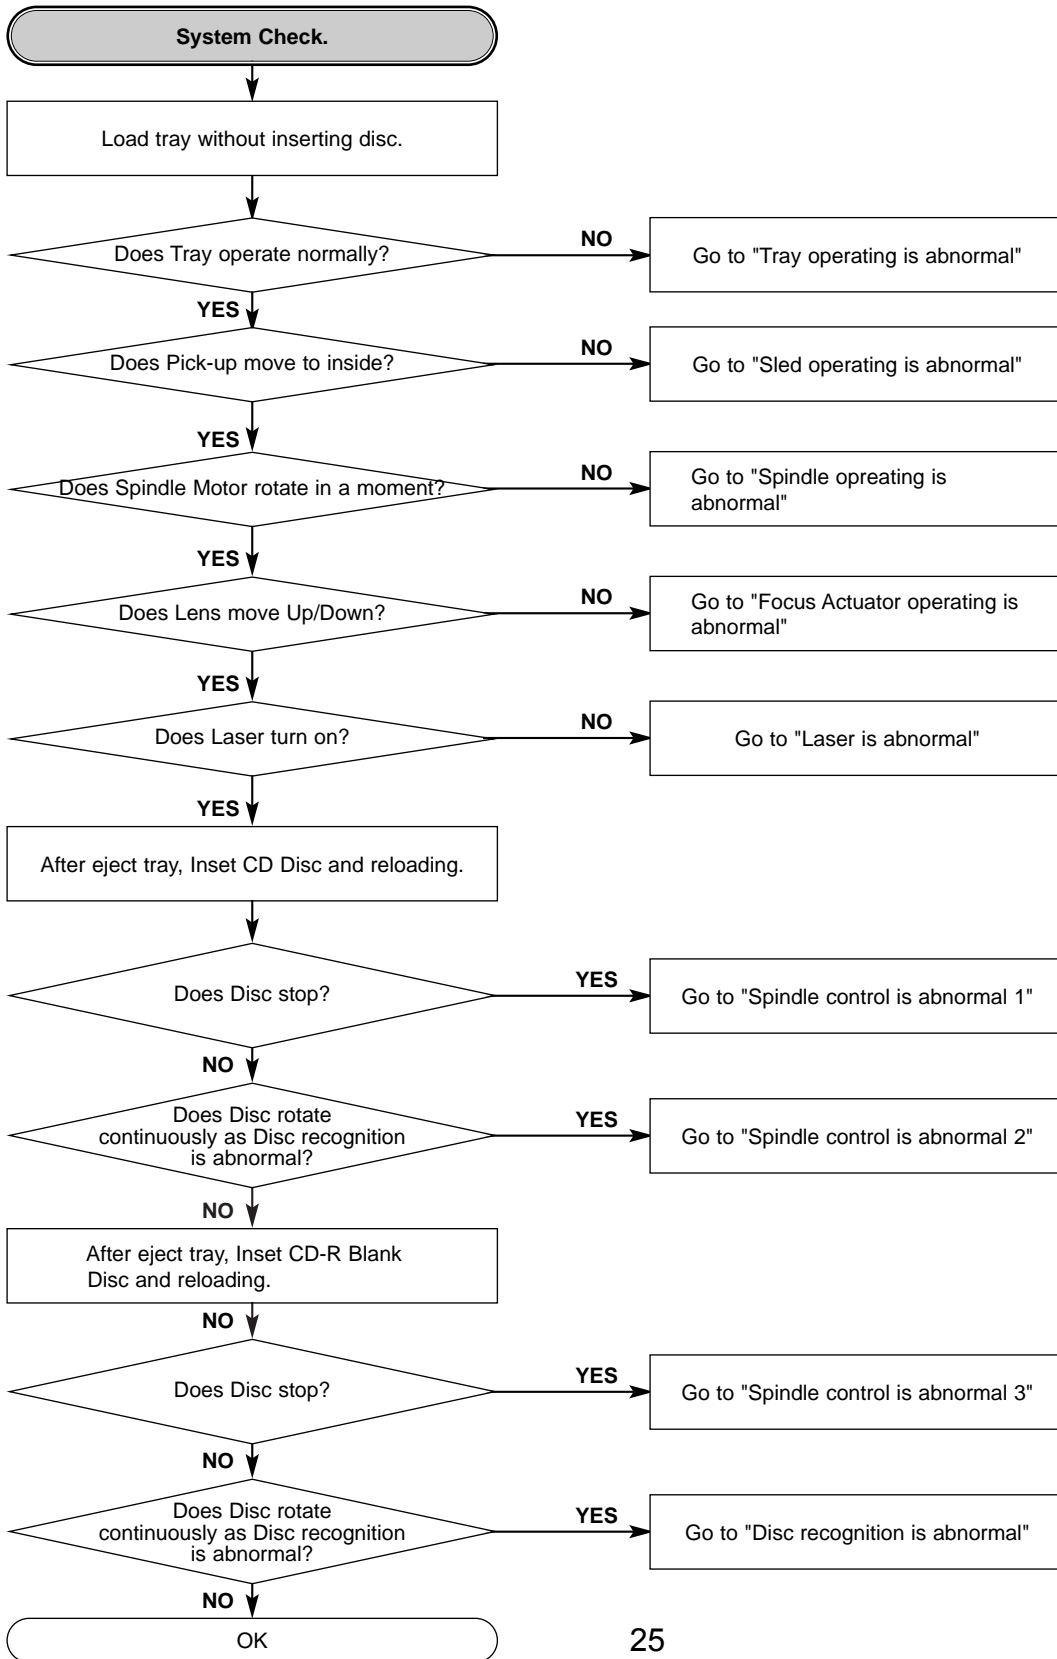 System Check.
Load tray without inserting disc.
Does Tray operate normally?
NO
Go to "Tray operating is abnormal"
YES
Does Pick-up move to inside?
NO
Go to "Sled operating is abnormal"
YES
Does Spindle Motor rotate in a moment?
NO
Go to "Spindle opreating is
abnormal"
YES
Does Lens move Up/Down?
NO
Go to "Focus Actuator operating is
abnormal"
YES
Does Laser turn on?
NO
Go to "Laser is abnormal"
YES
After eject tray, Inset CD Disc and reloading.
Does Disc stop?
YES
Go to "Spindle control is abnormal 1"
NO
Does Disc rotate
continuously as Disc recognition
is abnormal?
YES
Go to "Spindle control is abnormal 2"
NO
After eject tray, Inset CD-R Blank
Disc and reloading.
NO
Does Disc stop?
YES
Go to "Spindle control is abnormal 3"
NO
Does Disc rotate
continuously as Disc recognition
is abnormal?
YES
Go to "Disc recognition is abnormal"
NO
OK
25